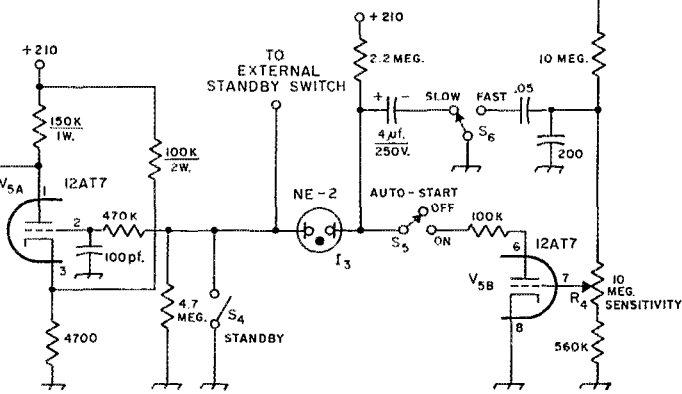 +210
+210
TO
EXTERNAL
STANDBY SWITCH
2.2 MEG.
10 MEG.
+ -
SLOW
FAST
.05
150K
1W.
4μf.
250V.
S6
200
100K
2W.
V5A
12AT7
1
NE-2
AUTO-START
OFF
2
470K
S5
ON
100K
I3
6
12AT7
3
100pf.
V5B
7
R4
10
MEG.
SENSITIVITY
4.7
MEG.
S4
8
4700
STANDBY
560K